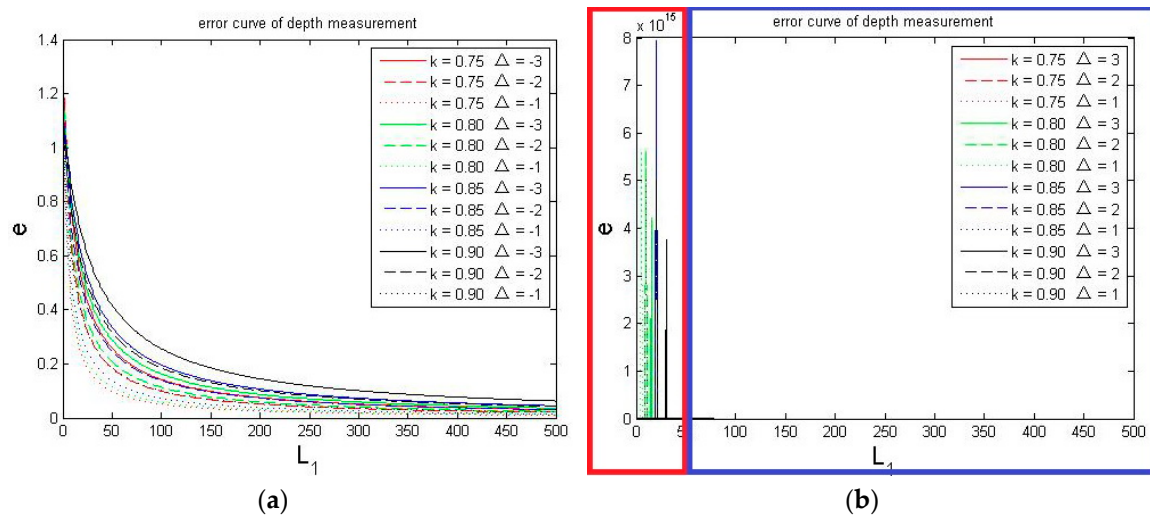 error curve of depth measurement
1.4
1.2
1
0.8
0.6
0.4
0.2
0
e
0 50 100 150 200 250 300 350 400 450 500
L1
k = 0.75 △ = -3
k = 0.75 △ = -2
k = 0.75 △ = -1
k = 0.80 △ = -3
k = 0.80 △ = -2
k = 0.80 △ = -1
k = 0.85 △ = -3
k = 0.85 △ = -2
k = 0.85 △ = -1
k = 0.90 △ = -3
k = 0.90 △ = -2
k = 0.90 △ = -1
(a)
error curve of depth measurement
x 10^15
8
7
6
5
4
3
2
1
0
e
0 5 100 150 200 250 300 350 400 450 500
L1
k = 0.75 △ = 3
k = 0.75 △ = 2
k = 0.75 △ = 1
k = 0.80 △ = 3
k = 0.80 △ = 2
k = 0.80 △ = 1
k = 0.85 △ = 3
k = 0.85 △ = 2
k = 0.85 △ = 1
k = 0.90 △ = 3
k = 0.90 △ = 2
k = 0.90 △ = 1
(b)